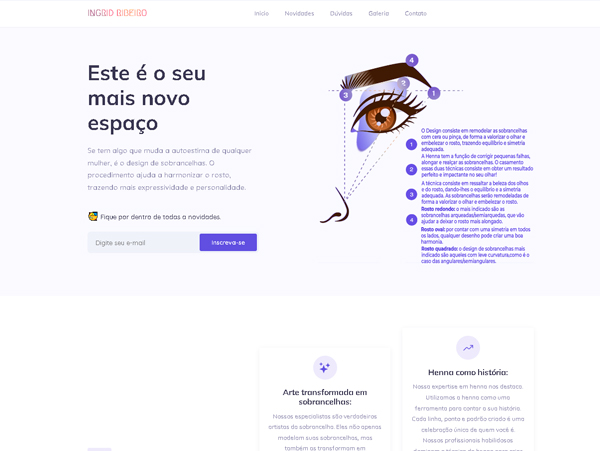 INGRID RIBEIRO
Início Novidades Dúvidas Galeria Contato
Este é o seu
mais novo
espaço
Se tem algo que muda a autoestima de qualquer
mulher, é o design de sobrancelhas. O
procedimento ajuda a harmonizar o rosto,
trazendo mais expressividade e personalidade.
Fique por dentro de todas a novidades.
Digite seu e-mail
Inscreva-se
4
3
2
1
1
O Design consiste em remodelar as sobrancelhas
com cera ou pinça, de forma a valorizar o olhar e
embelezar o rosto, trazendo equilíbrio e simetria
adequada.
2
A Henna tem a função de corrigir pequenas falhas,
alongar e realçar as sobrancelhas. O casamento
essas duas técnicas consiste em obter um resultado
perfeito e impactante no seu olhar!
3
A técnica consiste em ressaltar a beleza dos olhos
e do rosto, dando-lhes o equilíbrio e a simetria
adequada. As sobrancelhas serão remodeladas de
forma a valorizar o olhar e embelezar o rosto.
4
Rosto redondo: o mais indicado são as
sobrancelhas arqueadas/semiarquedas, que vão
ajudar a deixar o rosto mais alongado.
Rosto oval: por contar com uma simetria em todos
os lados, qualquer desenho pode criar uma boa
harmonia.
Rosto quadrado: o design de sobrancelhas mais
indicado são aqueles com leve curvatura,como é o
caso das angulares/semiangulares.
Arte transformada em
sobrancelhas:
Nossos especialistas são verdadeiros
artistas da sobrancelha. Eles não apenas
modelam suas sobrancelhas, mas
também as transformam em
Henna como história:
Nossa expertise em henna nos destaca.
Utilizamos a henna como uma
ferramenta para contar a sua história.
Cada linha, ponto e padrão criado é uma
celebração única de quem você é.
Nossos profissionais habilidosos